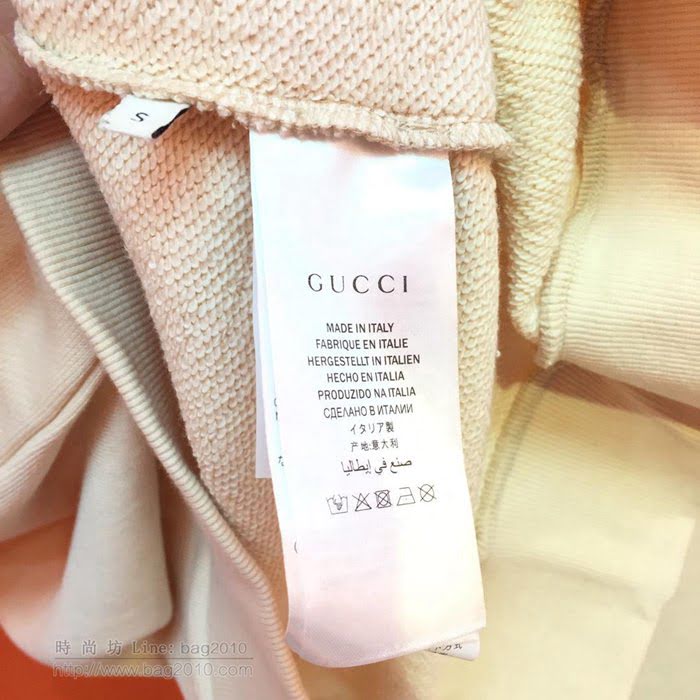 S
GUCCI
MADE IN ITALY
FABRIQUE EN ITALIE
HERGESTELLT IN ITALIEN
HECHO EN ITALIA
PRODUZIDO NA ITALIA
СДЕЛАНО В ИТАЛИИ
イタリア製
产地:意大利
صنع في إيطاليا
時尚坊 Line: bag2010
http://www.bag2010.com/